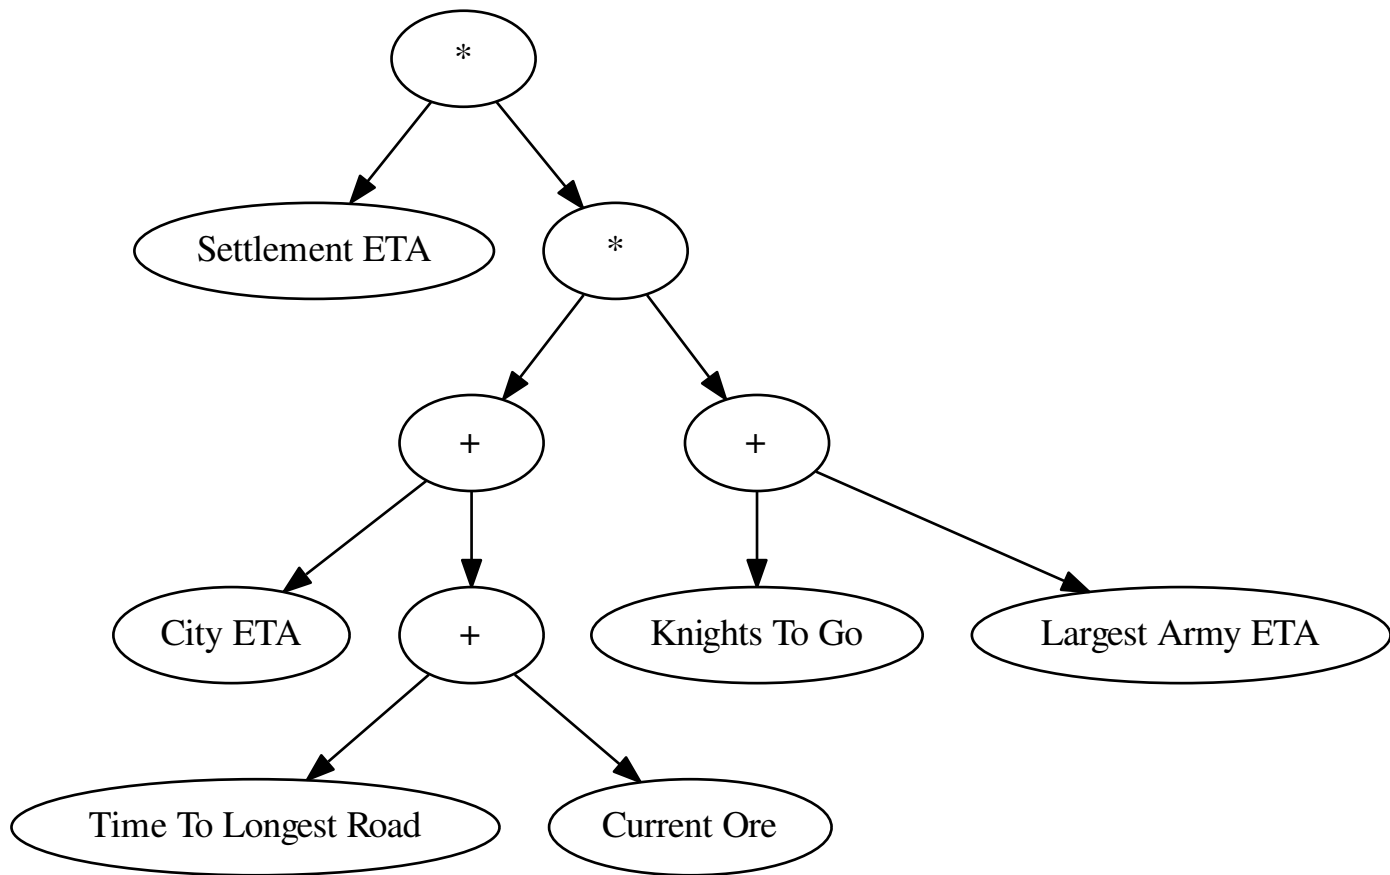 *
Settlement ETA
*
+
+
City ETA
+
Knights To Go
Largest Army ETA
Time To Longest Road
Current Ore